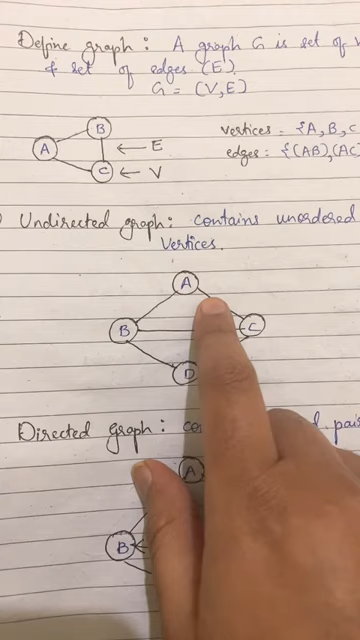 Define graph : A graph G is set of
& set of edges (E).
G = (V,E)
B
A
C
← E
← V
vertices = {A, B, C
edges : {(AB),(AC
Undirected graph : contains unordered
vertices.
A
B
C
D
Directed graph :
A
B